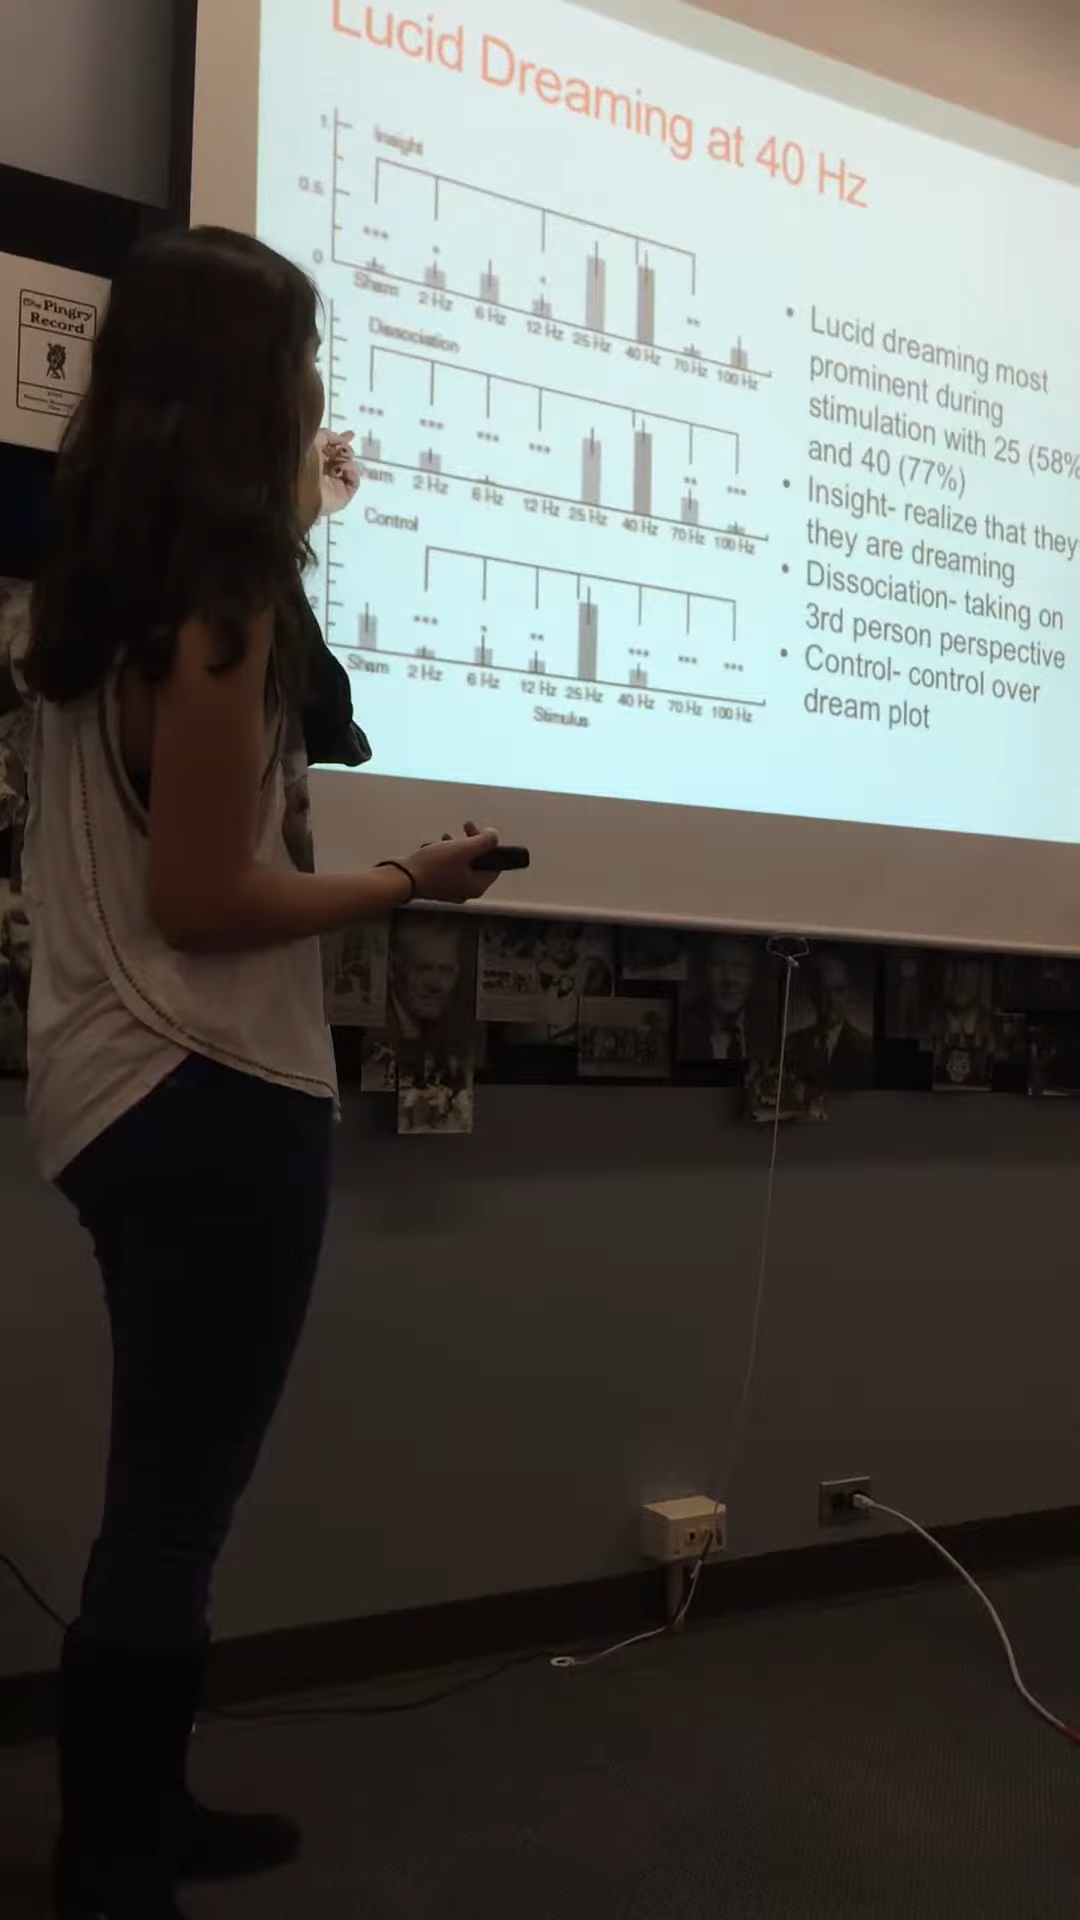 Lucid Dreaming at 40 Hz
The Pingry
Record
1
Insight
0.5
***
*
*
**
0
Sham 2 Hz 6 Hz 12 Hz 25 Hz 40 Hz 70 Hz 100 Hz
Dissociation
*** *** *** *** ** ***
ham 2 Hz 6 Hz 12 Hz 25 Hz 40 Hz 70 Hz 100 Hz
Control
*** * ** *** *** ***
2
Sham 2 Hz 6 Hz 12 Hz 25 Hz 40 Hz 70 Hz 100 Hz
Stimulus
• Lucid dreaming most
prominent during
stimulation with 25 (58%
and 40 (77%)
• Insight- realize that they
they are dreaming
• Dissociation- taking on
3rd person perspective
• Control- control over
dream plot